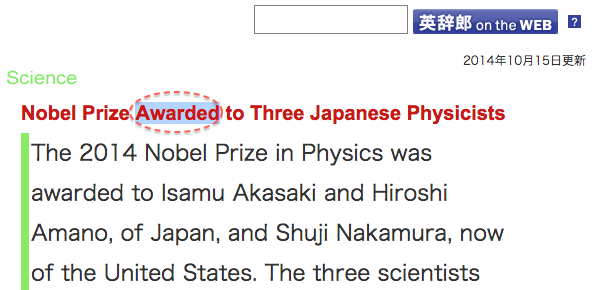 英辞郎 on the WEB ?
2014年10月15日更新
Science
Nobel Prize Awarded to Three Japanese Physicists
The 2014 Nobel Prize in Physics was
awarded to Isamu Akasaki and Hiroshi
Amano, of Japan, and Shuji Nakamura, now
of the United States. The three scientists